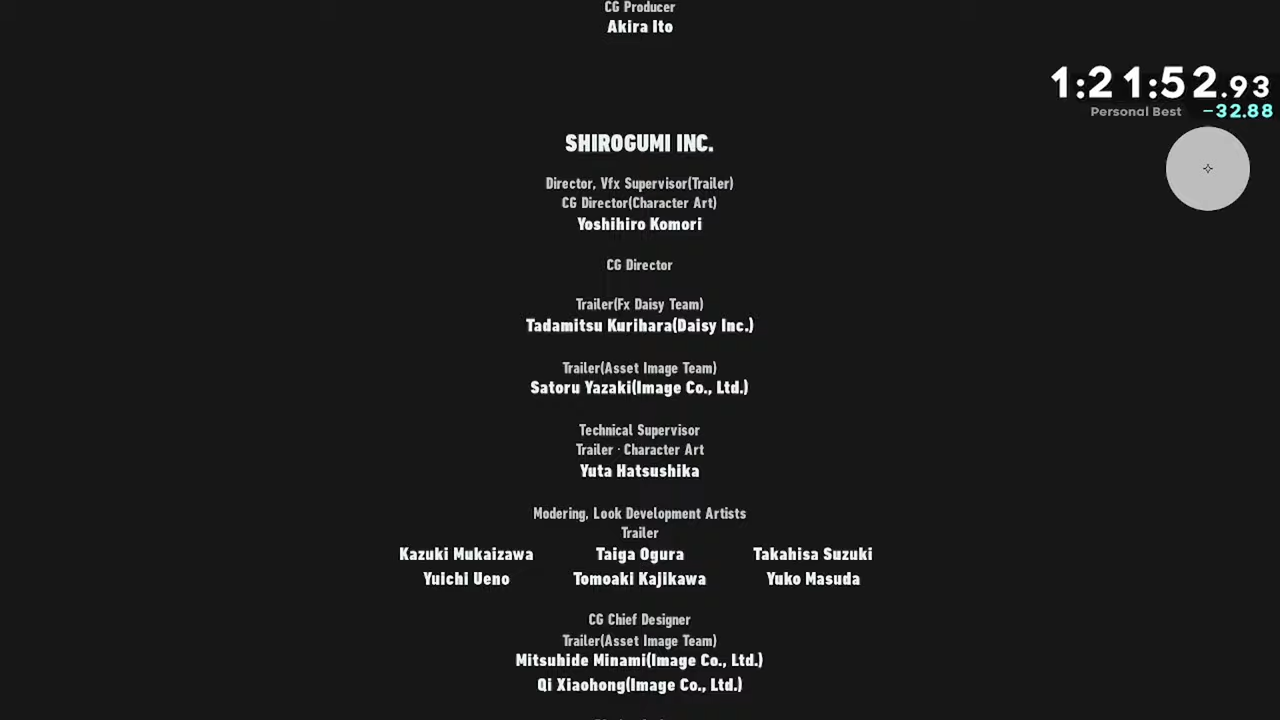 CG Producer
Akira Ito
1:21:52.93
Personal Best -32.88
SHIROGUMI INC.
Director, Vfx Supervisor(Trailer)
CG Director(Character Art)
Yoshihiro Komori
CG Director
Trailer(Fx Daisy Team)
Tadamitsu Kurihara(Daisy Inc.)
Trailer(Asset Image Team)
Satoru Yazaki(Image Co., Ltd.)
Technical Supervisor
Trailer · Character Art
Yuta Hatsushika
Modering, Look Development Artists
Trailer
Kazuki Mukaizawa Taiga Ogura Takahisa Suzuki
Yuichi Ueno Tomoaki Kajikawa Yuko Masuda
CG Chief Designer
Trailer(Asset Image Team)
Mitsuhide Minami(Image Co., Ltd.)
Qi Xiaohong(Image Co., Ltd.)